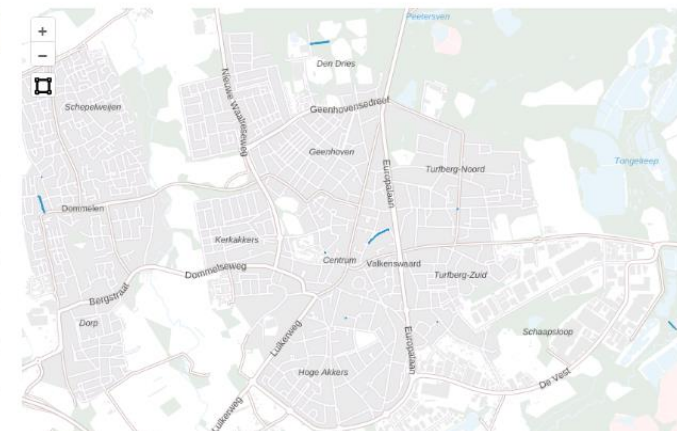 Peetersven
+
−
Den Dries
Schepelweijen
Nieuwe Waalreseweg
Geenhovensedreef
Geenhoven
Europalaan
Turfberg-Noord
Tongelreep
Dommelen
Kerkakkers
Centrum
Valkenswaard
Dommelseweg
Turfberg-Zuid
Bergstraat
Dorp
Luikerweg
Europalaan
Schaapsloop
Hoge Akkers
De Vest
Luikerweg